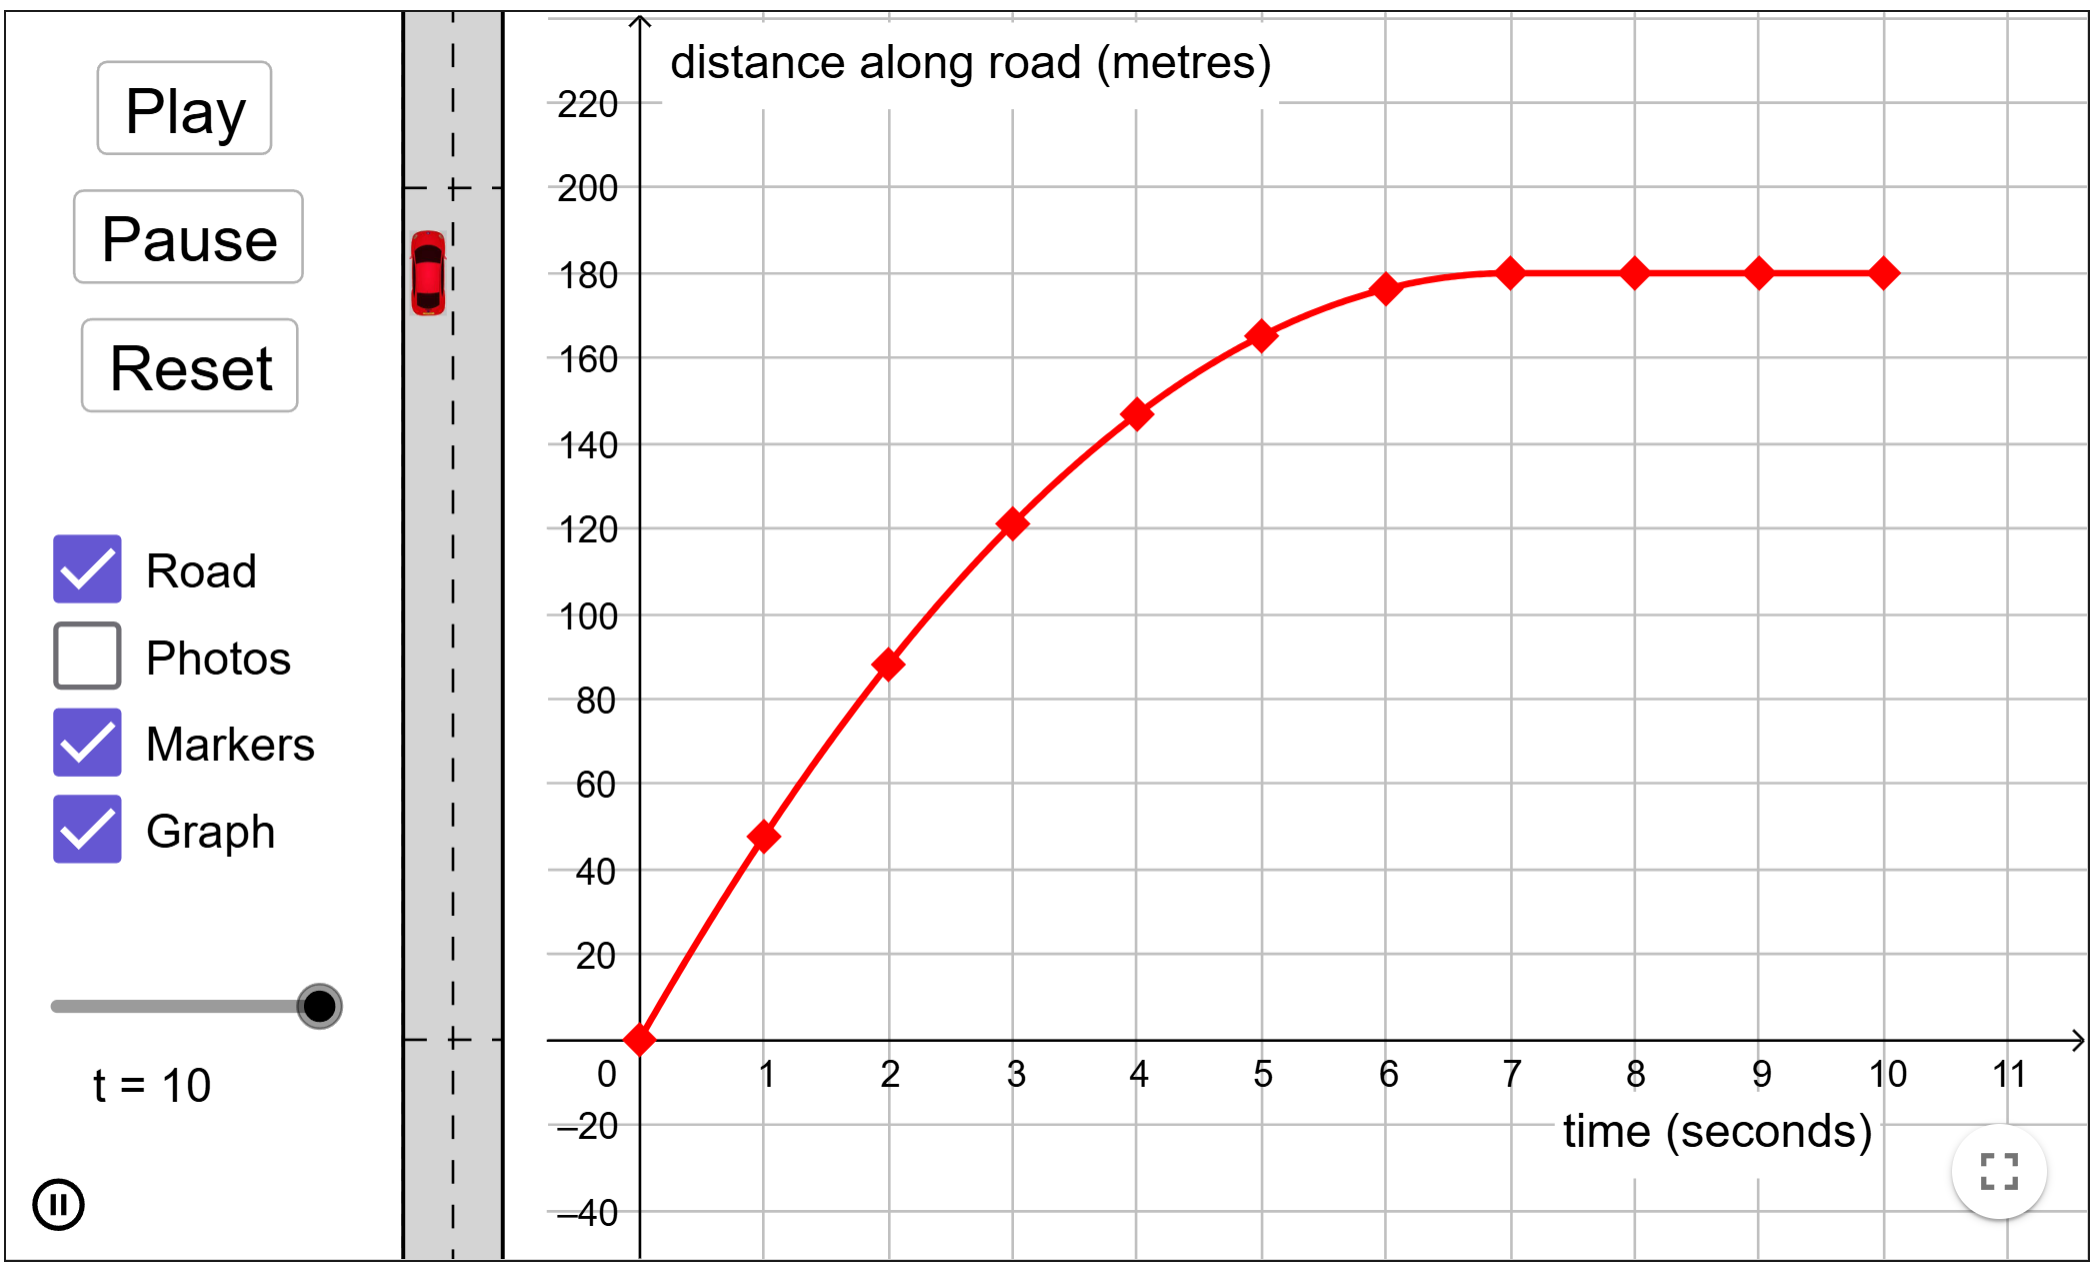 Play
Pause
Reset
Road
Photos
Markers
Graph
t = 10
distance along road (metres)
220
200
180
160
140
120
100
80
60
40
20
0 1 2 3 4 5 6 7 8 9 10 11
–20
time (seconds)
–40